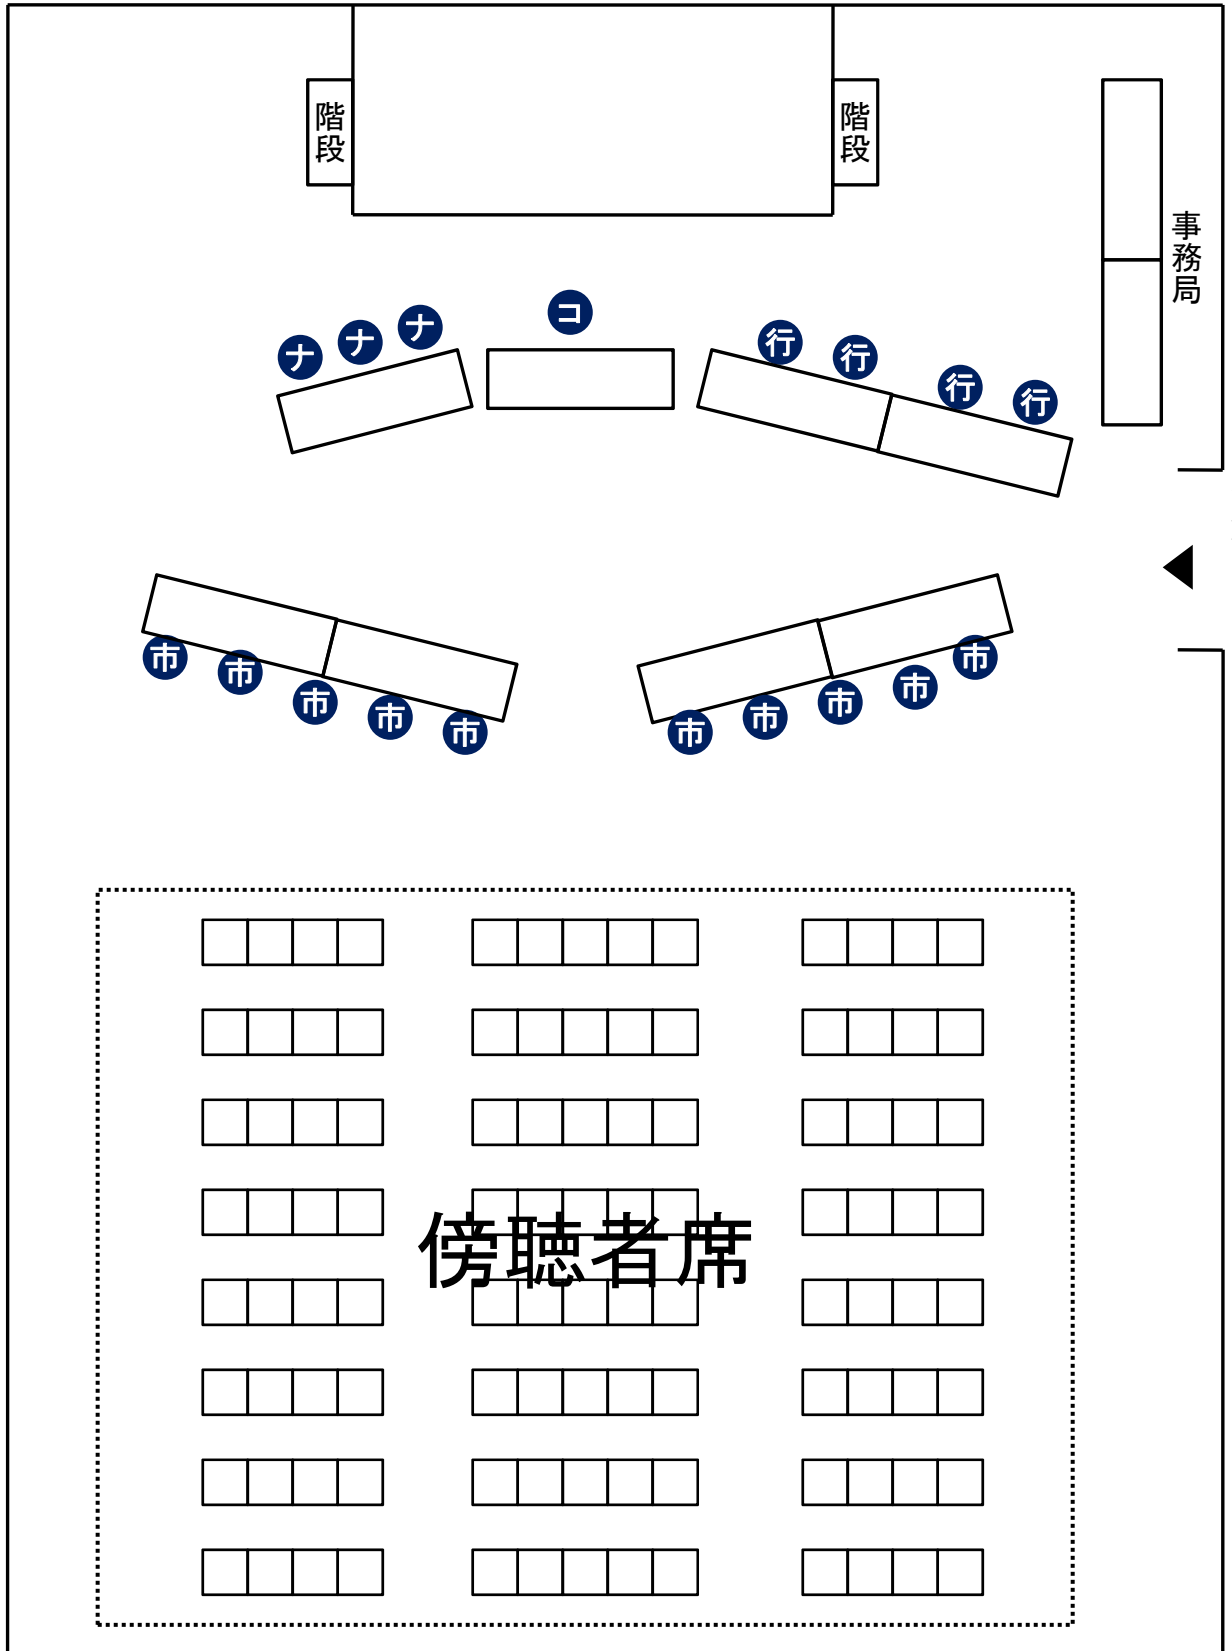 階段
階段
事務局
ナ ナ ナ
コ
行 行 行 行
市 市 市 市 市
市 市 市 市 市
傍聴者席